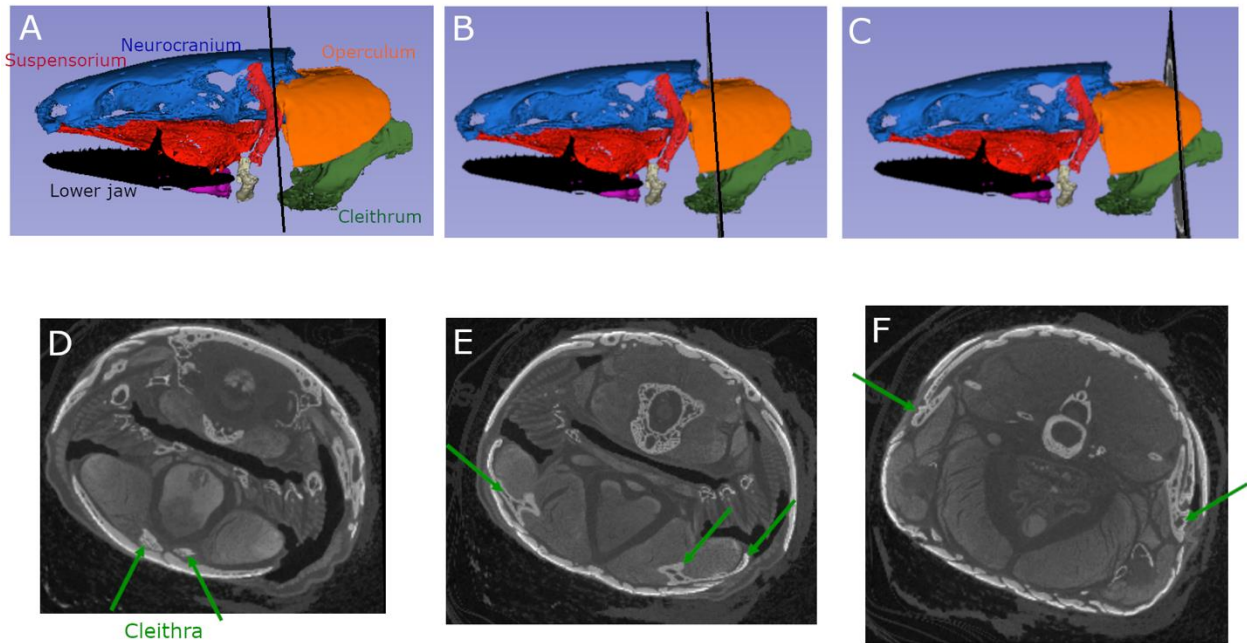 A
Neurocranium
Operculum
Suspensorium
Lower jaw
Cleithrum
B
C
D
Cleithra
E
F